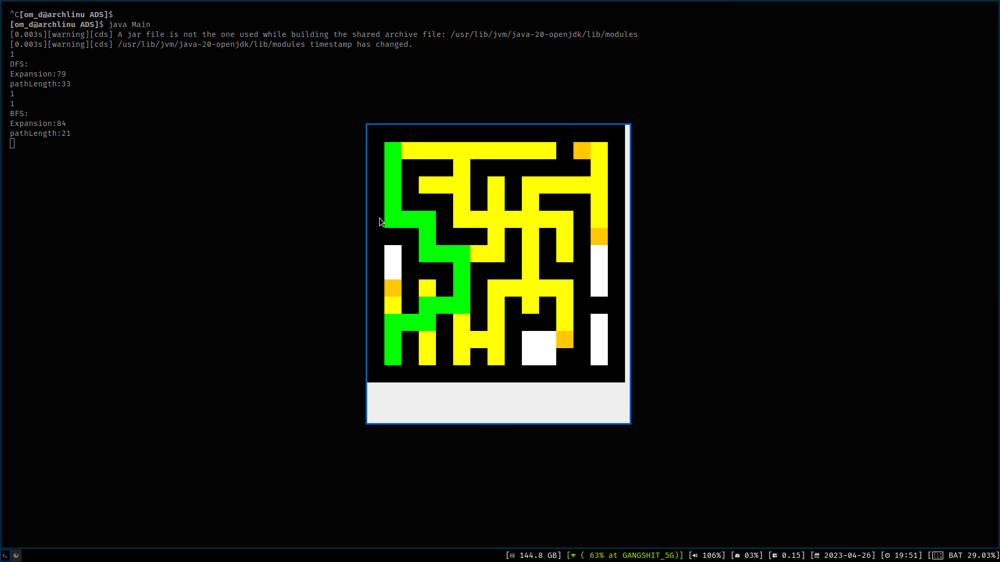 ^C[om_d@archlinu ADS]$
[om_d@archlinu ADS]$ java Main
[0.003s][warning][cds] A jar file is not the one used while building the shared archive file: /usr/lib/jvm/java-20-openjdk/lib/modules
[0.003s][warning][cds] /usr/lib/jvm/java-20-openjdk/lib/modules timestamp has changed.
1
DFS:
Expansion:79
pathLength:33
1
1
BFS:
Expansion:84
pathLength:21
[ 144.8 GB] [ ( 63% at GANGSHIT_5G)] [ 106%] [ 03%] [ 0.15] [ 2023-04-26] [ 19:51] [ BAT 29.03%]